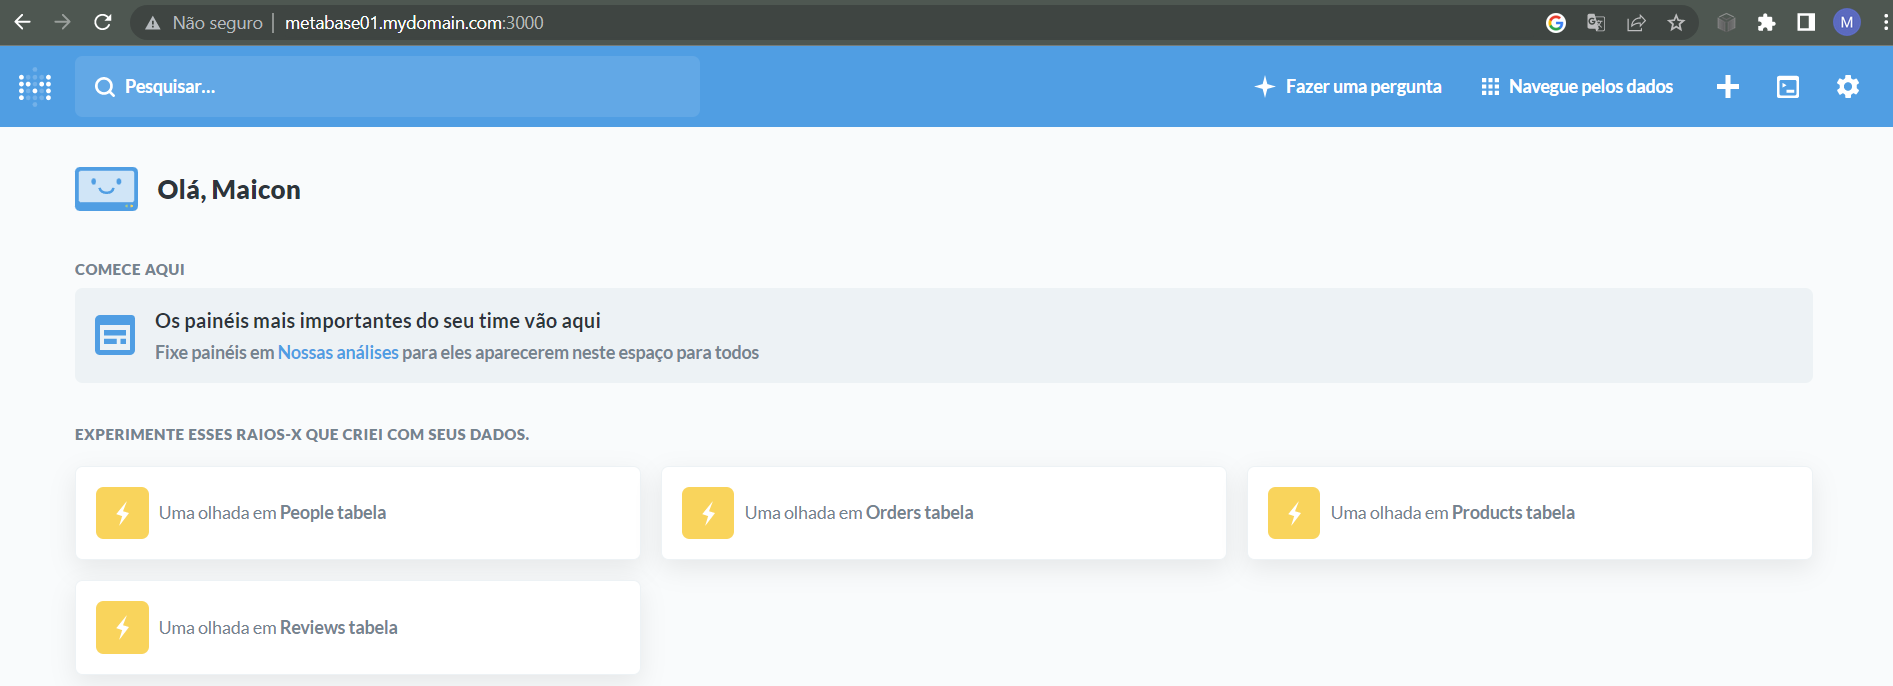 Não seguro | metabase01.mydomain.com:3000
M
Pesquisar...
Fazer uma pergunta
Navegue pelos dados
Olá, Maicon
COMECE AQUI
Os painéis mais importantes do seu time vão aqui
Fixe painéis em Nossas análises para eles aparecerem neste espaço para todos
EXPERIMENTE ESSES RAIOS-X QUE CRIEI COM SEUS DADOS.
Uma olhada em People tabela
Uma olhada em Orders tabela
Uma olhada em Products tabela
Uma olhada em Reviews tabela